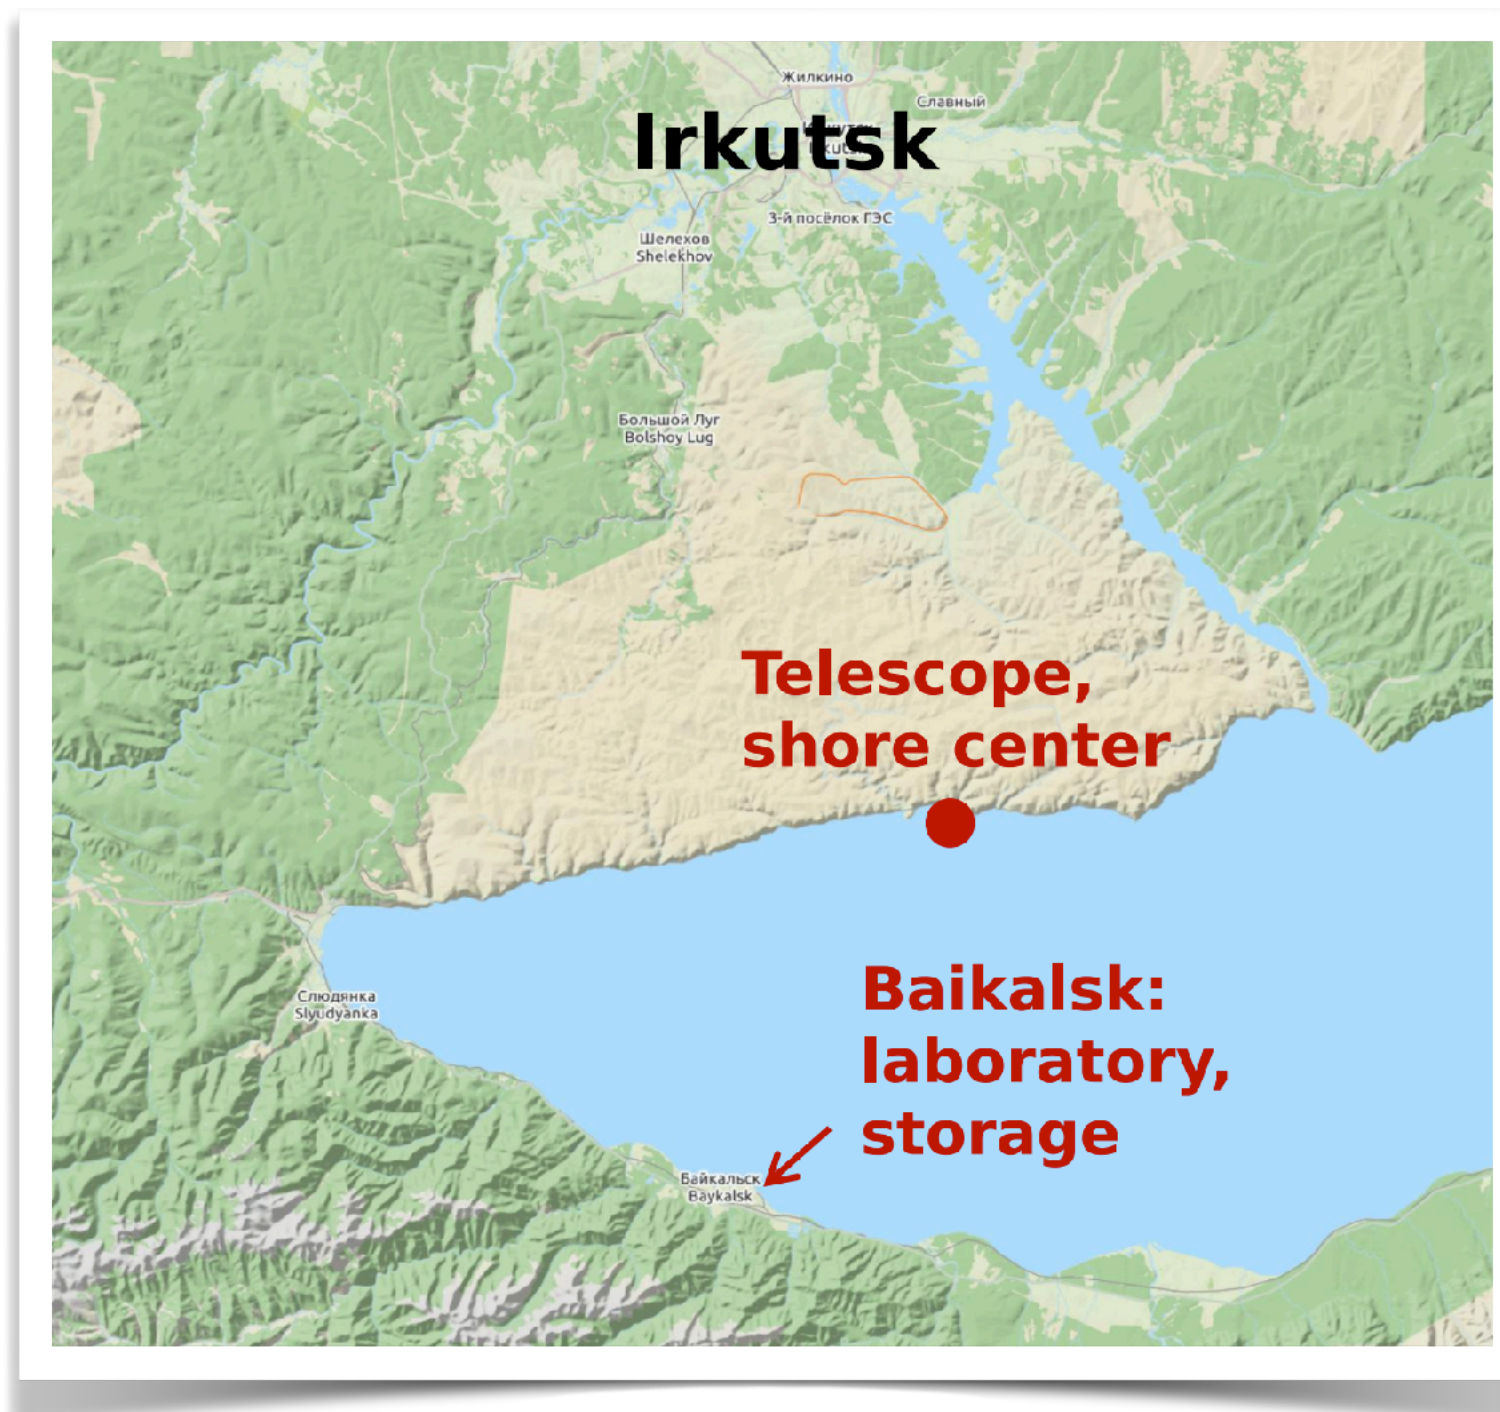 Жилкино
Славный
Irkutsk
3-й посёлок ГЭС
Шелехов
Shelekhov
Большой Луг
Bolshoy Lug
Telescope,
shore center
Baikalsk:
laboratory,
storage
Слюдянка
Slyudyanka
Байкальск
Baykalsk